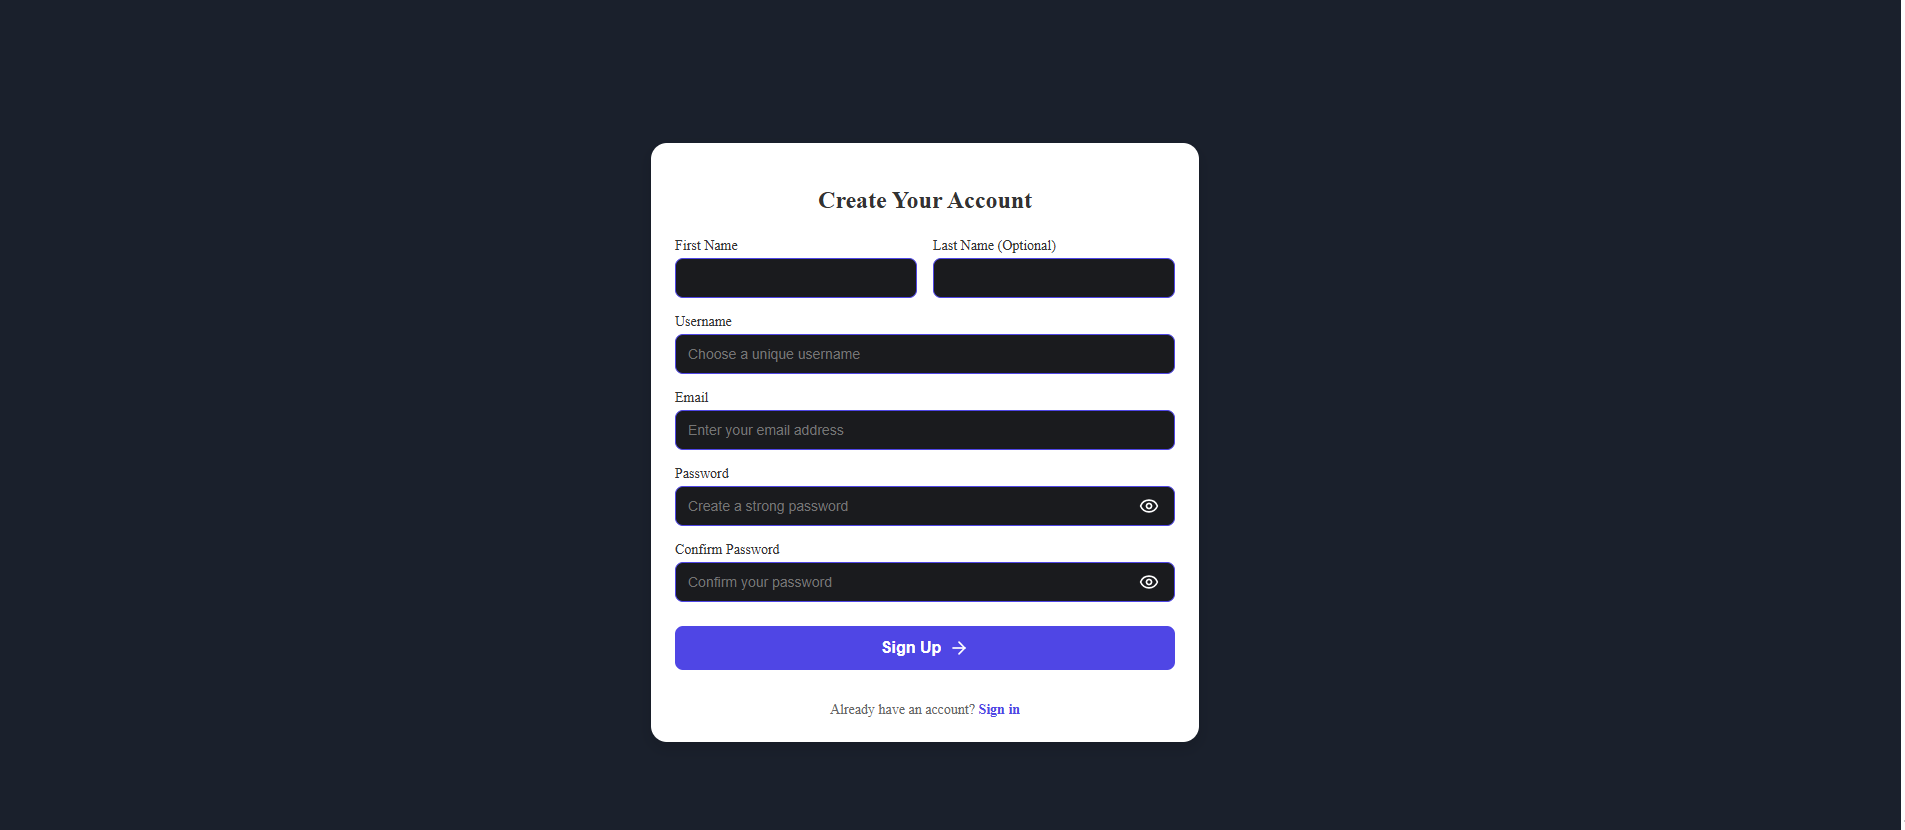 Create Your Account
First Name
Last Name (Optional)
Username
Choose a unique username
Email
Enter your email address
Password
Create a strong password
Confirm Password
Confirm your password
Sign Up
Already have an account? Sign in